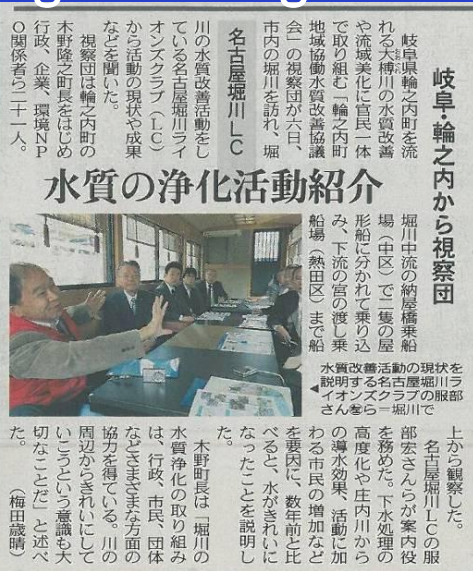 岐阜・輪之内から視察団
水質の浄化活動紹介
名古屋堀川LC
岐阜県輪之内町を流
れる大榑川の水質改善
や流域美化に官民一体
で取り組む「輪之内町
地域協働水質改善協議
会」の視察団が六日、
市内の堀川を訪れ、堀
川の水質改善活動をし
ている名古屋堀川ライ
オンズクラブ（LC）
から活動の現状や成果
などを聞いた。
視察団は輪之内町の
木野隆之町長をはじめ
行政、企業、環境NP
O関係者ら二十一人。
堀川中流の納屋橋乗船
場（中区）で二隻の屋
形船に分かれて乗り込
み、下流の宮の渡し乗
船場（熱田区）まで船
水質改善活動の現状を
説明する名古屋堀川ラ
イオンズクラブの服部
さん㊧ら＝堀川で
上から観察した。
名古屋堀川LCの服
部宏さんらが案内役
を務めた。下水処理の
高度化や庄内川から
の導水効果、活動に加
わる市民の増加など
を要因に、数年前と比
べると、水がきれいに
なったことを説明し
た。
木野町長は「堀川の
水質浄化の取り組み
は、行政、市民、団体
などさまざまな方面の
協力を得ている。川の
周辺からきれいにして
いこうという意識も大
切なことだ」と述べ
た。　（梅田歳晴）